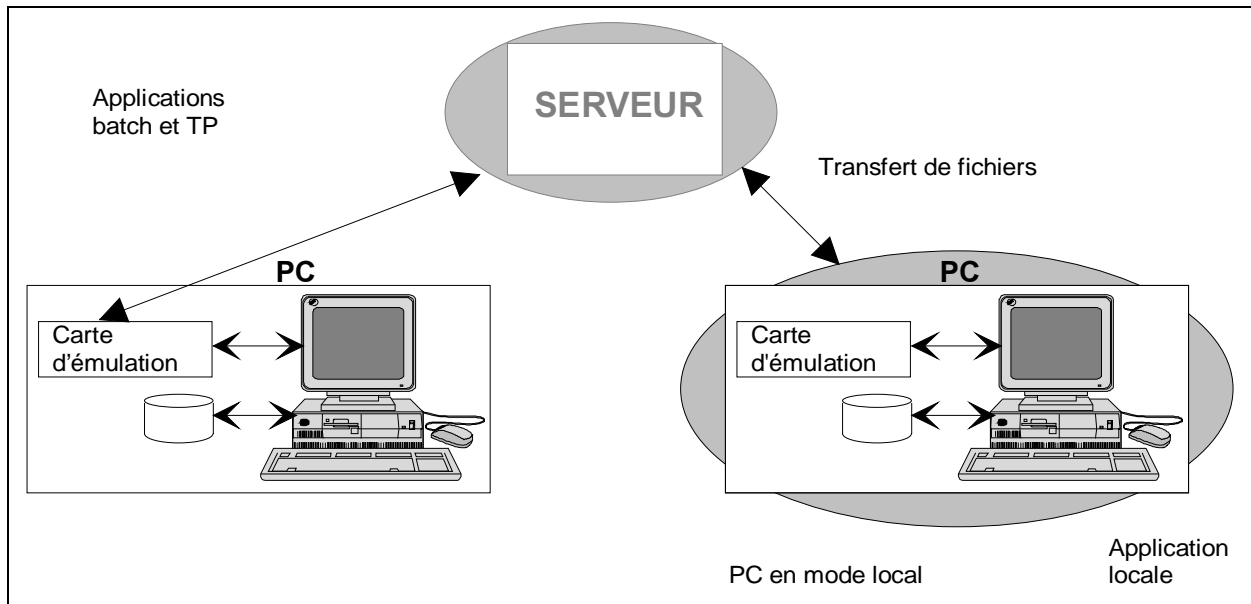 SERVEUR
Applications
batch et TP
Transfert de fichiers
PC
Carte
d'émulation
PC
Carte
d'émulation
PC en mode local
Application
locale